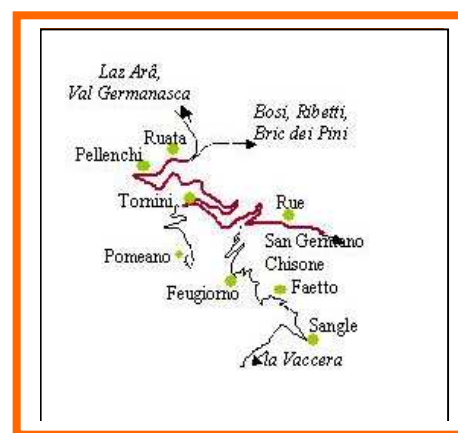 Laz Arâ,
Val Germanasca
Bosi, Ribetti,
Bric dei Pini
Ruata
Pellenchi
Tornini
Rue
San Germano
Chisone
Pomeano
Feugiorno
Faetto
Sangle
la Vaccera